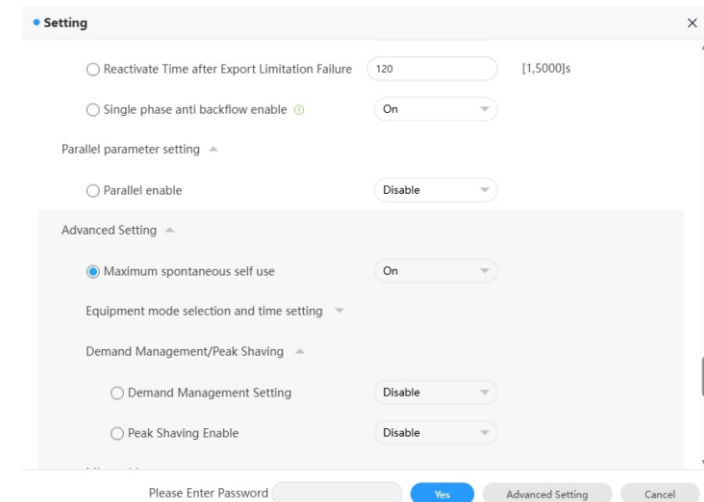 Setting
Reactivate Time after Export Limitation Failure 120 [1,5000]s
Single phase anti backflow enable On
Parallel parameter setting
Parallel enable Disable
Advanced Setting
Maximum spontaneous self use On
Equipment mode selection and time setting
Demand Management/Peak Shaving
Demand Management Setting Disable
Peak Shaving Enable Disable
Please Enter Password Yes Advanced Setting Cancel